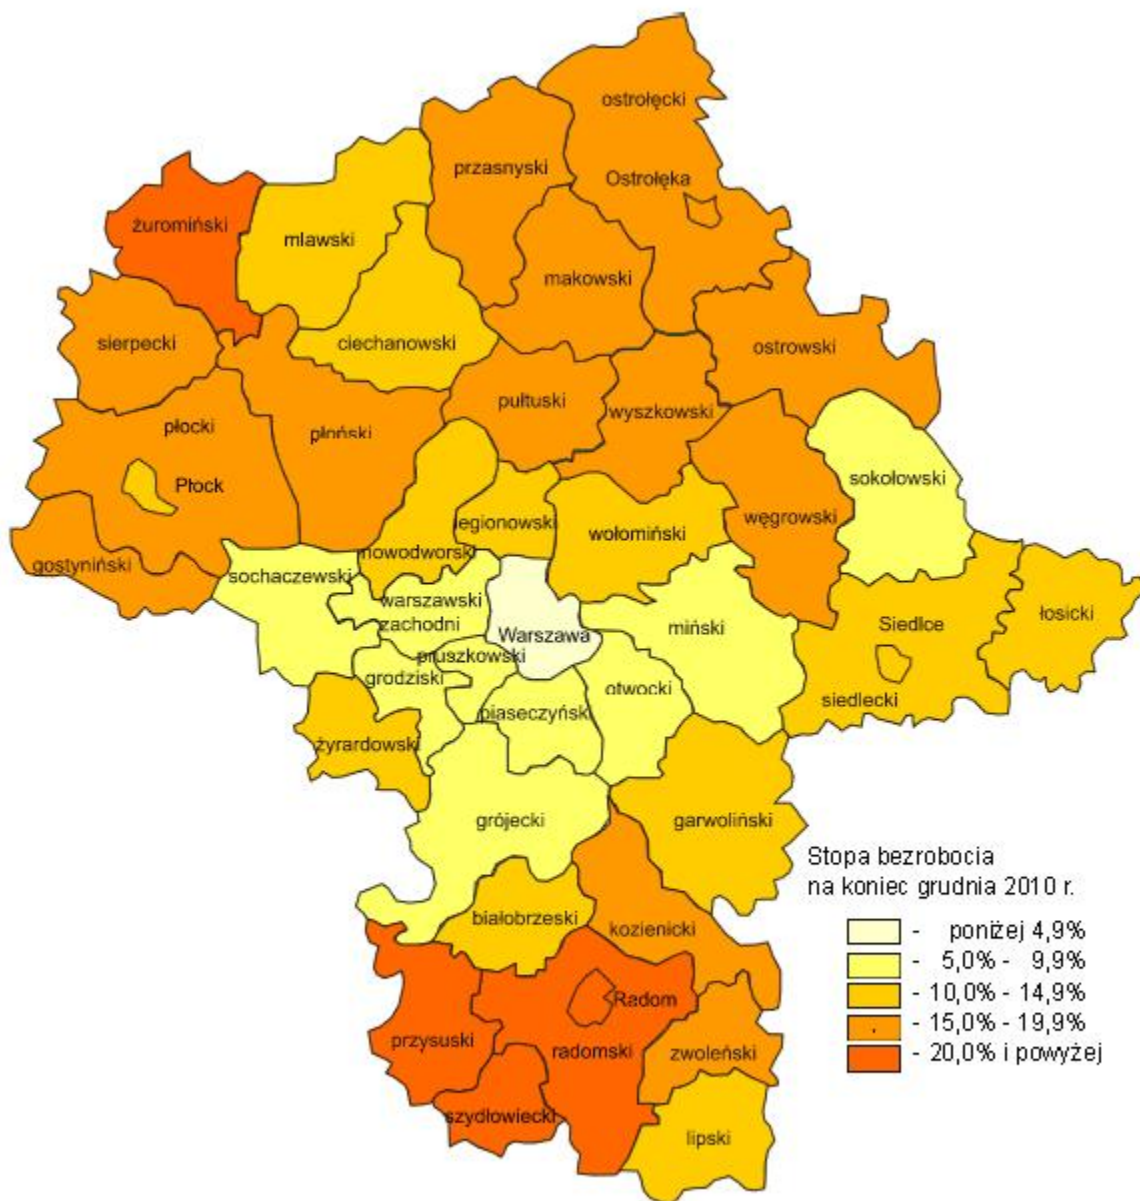 ostrołęcki
przasnyski
Ostrołęka
żuromiński
mlawski
makowski
sierpecki
ciechanowski
ostrowski
pułtuski
wyszkowski
płocki
płoński
sokołowski
Płock
węgrowski
legionowski
wołomiński
nowodworski
gostyniński
sochaczewski
warszawski
zachodni
Warszawa
miński
Siedlce
łosicki
pruszkowski
grodziski
otwocki
siedlecki
piaseczyński
żyrardowski
grójecki
garwoliński
Stopa bezrobocia
na koniec grudnia 2010 r.
białobrzeski
kozienicki
- poniżej 4,9%
- 5,0% - 9,9%
- 10,0% - 14,9%
- 15,0% - 19,9%
- 20,0% i powyżej
Radom
przysuski
radomski
zwoleński
szydłowiecki
lipski